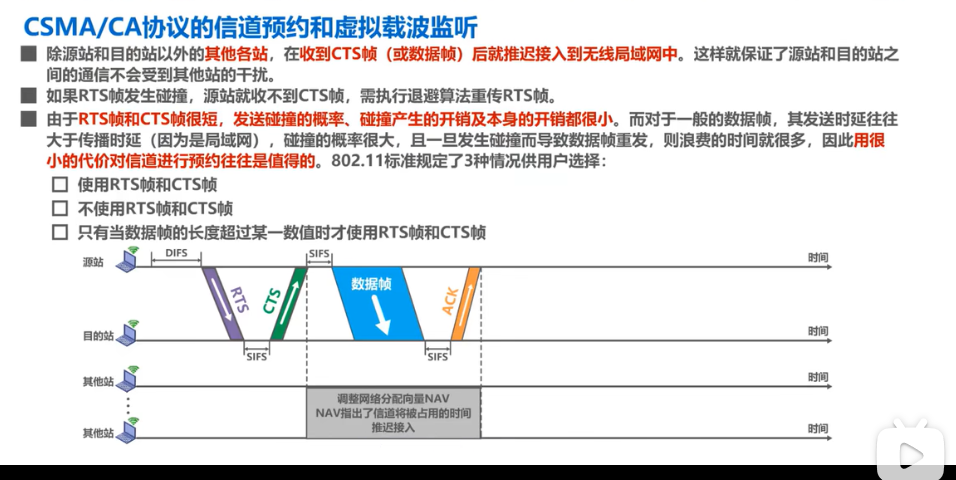 CSMA/CA协议的信道预约和虚拟载波监听
除源站和目的站以外的其他各站，在收到CTS帧（或数据帧）后就推迟接入到无线局域网中。这样就保证了源站和目的站之
间的通信不会受到其他站的干扰。
如果RTS帧发生碰撞，源站就收不到CTS帧，需执行退避算法重传RTS帧。
由于RTS帧和CTS帧很短，发送碰撞的概率、碰撞产生的开销及本身的开销都很小。而对于一般的数据帧，其发送时延往往
大于传播时延（因为是局域网），碰撞的概率很大，且一旦发生碰撞而导致数据帧重发，则浪费的时间就很多，因此用很
小的代价对信道进行预约往往是值得的。802.11标准规定了3种情况供用户选择：
使用RTS帧和CTS帧
不使用RTS帧和CTS帧
只有当数据帧的长度超过某一数值时才使用RTS帧和CTS帧
DIFS
SIFS
源站
时间
RTS
CTS
数据帧
ACK
目的站
时间
SIFS
SIFS
其他站
时间
调整网络分配向量NAV
NAV指出了信道将被占用的时间
推迟接入
其他站
时间